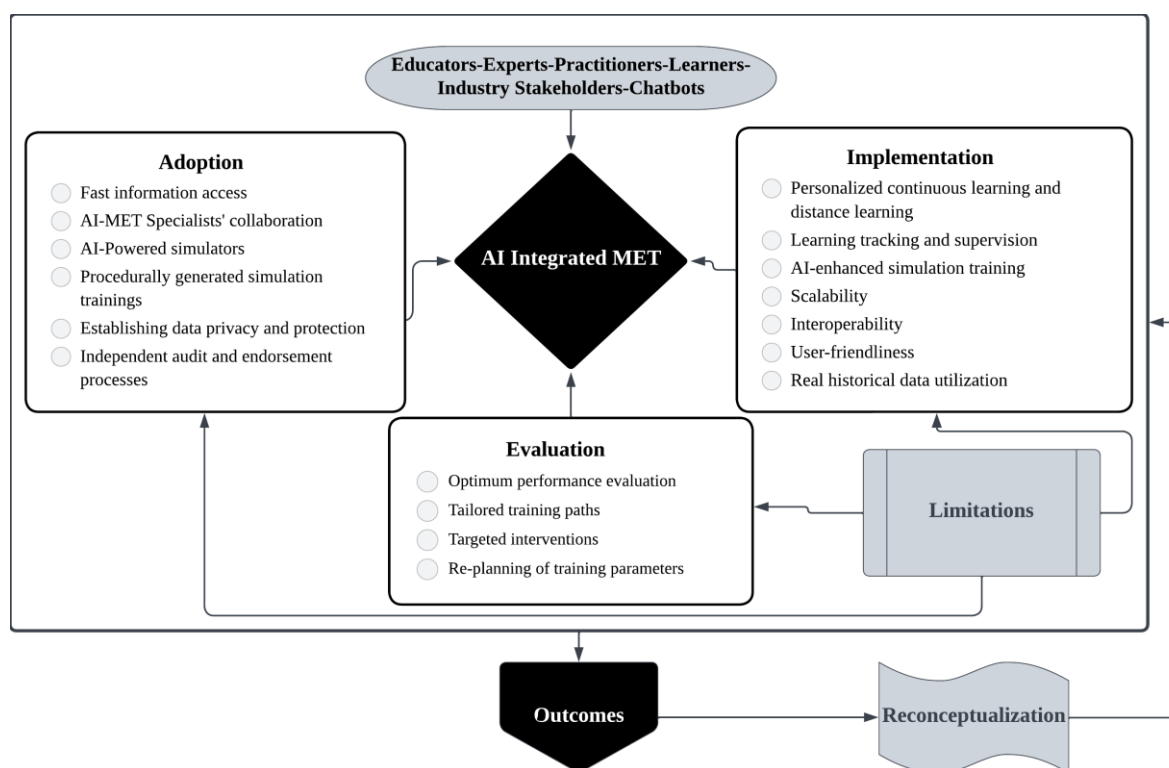 Educators-Experts-Practitioners-Learners-
Industry Stakeholders-Chatbots
Adoption
Fast information access
AI-MET Specialists' collaboration
AI-Powered simulators
Procedurally generated simulation
trainings
Establishing data privacy and protection
Independent audit and endorsement
processes
AI Integrated MET
Implementation
Personalized continuous learning and
distance learning
Learning tracking and supervision
AI-enhanced simulation training
Scalability
Interoperability
User-friendliness
Real historical data utilization
Evaluation
Optimum performance evaluation
Tailored training paths
Targeted interventions
Re-planning of training parameters
Limitations
Outcomes
Reconceptualization